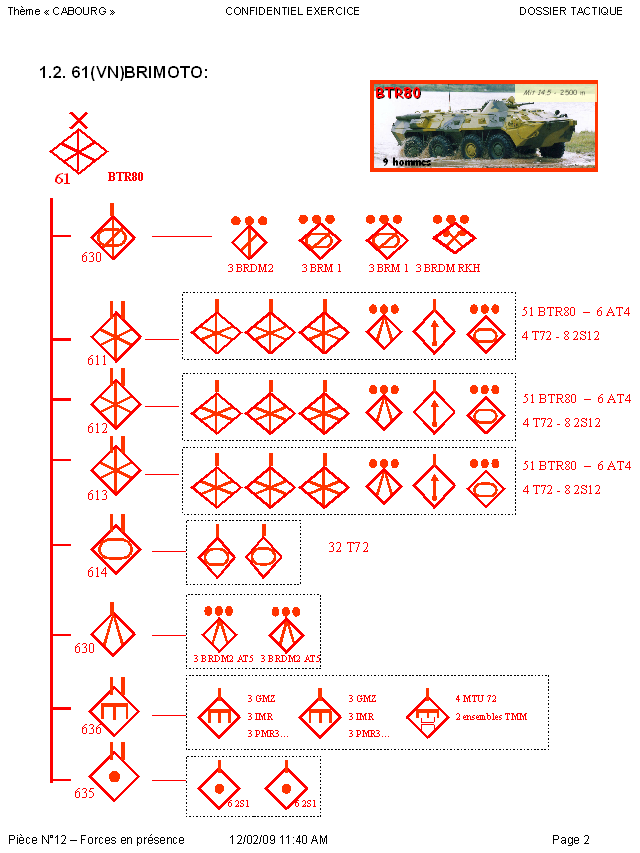 Thème « CABOURG » CONFIDENTIEL EXERCICE DOSSIER TACTIQUE
1.2. 61(VN)BRIMOTO:
BTR80
Mit 14.5 - 2500 m
9 hommes
61 BTR80
630
3 BRDM2 3 BRM 1 3 BRM 1 3 BRDM RKH
611
51 BTR80 – 6 AT4
4 T72 - 8 2S12
612
51 BTR80 – 6 AT4
4 T72 - 8 2S12
613
51 BTR80 – 6 AT4
4 T72 - 8 2S12
614
32 T72
630
3 BRDM2 AT5 3 BRDM2 AT5
636
3 GMZ 3 GMZ 4 MTU 72
3 IMR 3 IMR 2 ensembles TMM
3 PMR3... 3 PMR3...
635
6 2S1 6 2S1
Pièce N°12 – Forces en présence 12/02/09 11:40 AM Page 2